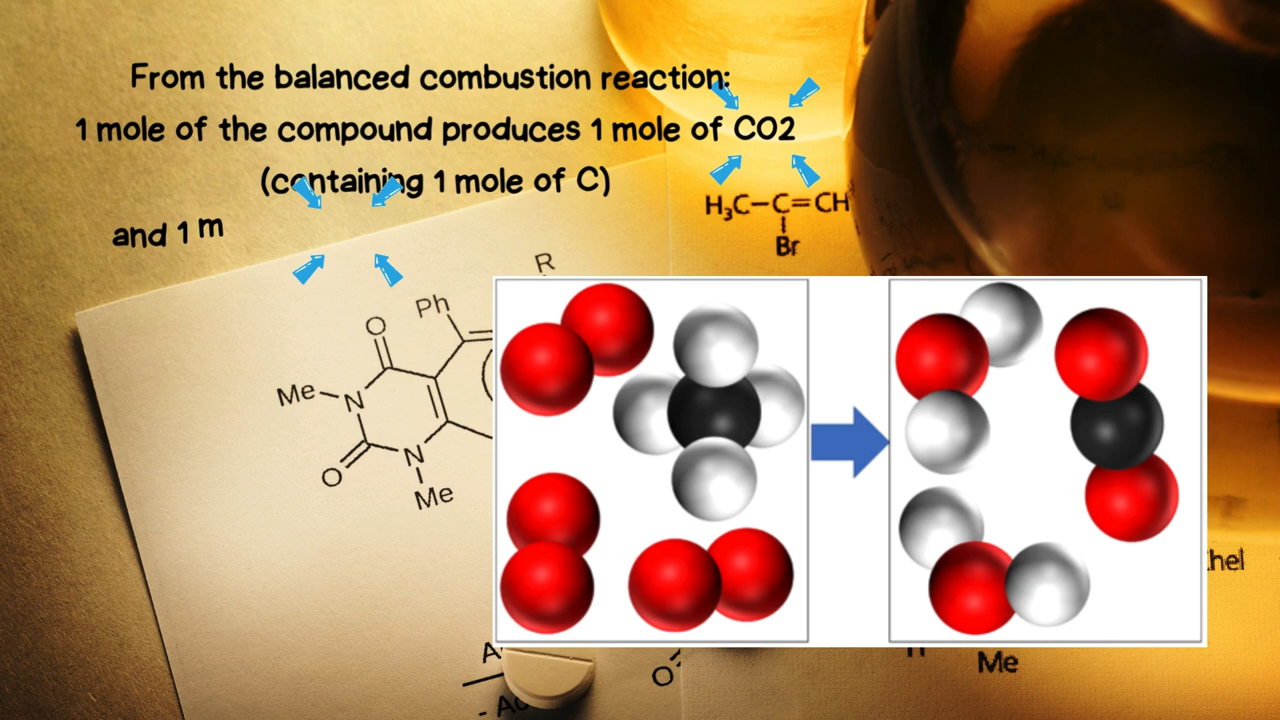 From the balanced combustion reaction:
1 mole of the compound produces 1 mole of CO2
(containing 1 mole of C)
and 1 m
H₃C–C=CH
Br
R
Ph
O
Me
N
O
N
Me
hel
Me
O